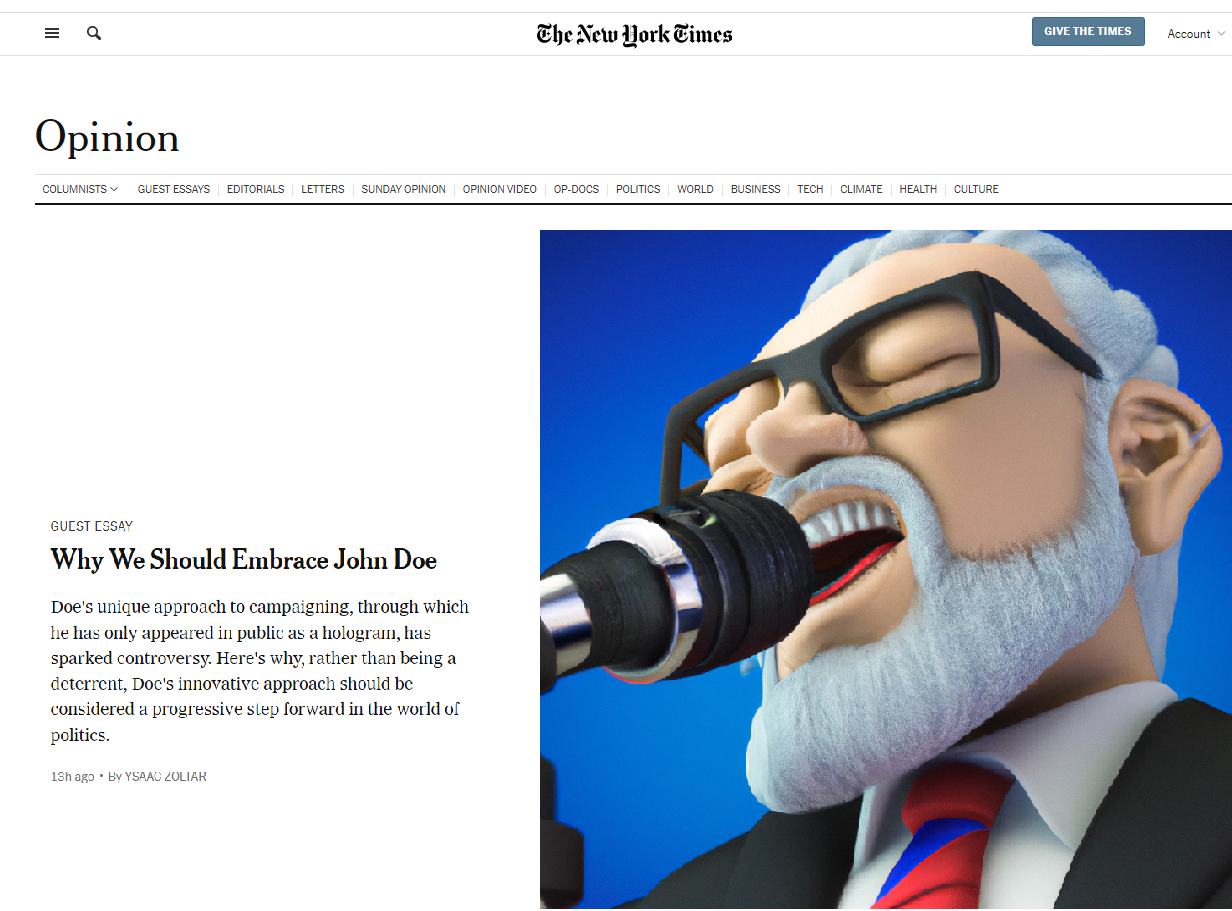 The New York Times
GIVE THE TIMES
Account
Opinion
COLUMNISTS GUEST ESSAYS EDITORIALS LETTERS SUNDAY OPINION OPINION VIDEO OP-DOCS POLITICS WORLD BUSINESS TECH CLIMATE HEALTH CULTURE
GUEST ESSAY
Why We Should Embrace John Doe
Doe's unique approach to campaigning, through which
he has only appeared in public as a hologram, has
sparked controversy. Here's why, rather than being a
deterrent, Doe's innovative approach should be
considered a progressive step forward in the world of
politics.
13h ago • By YSAAC ZOLTAR